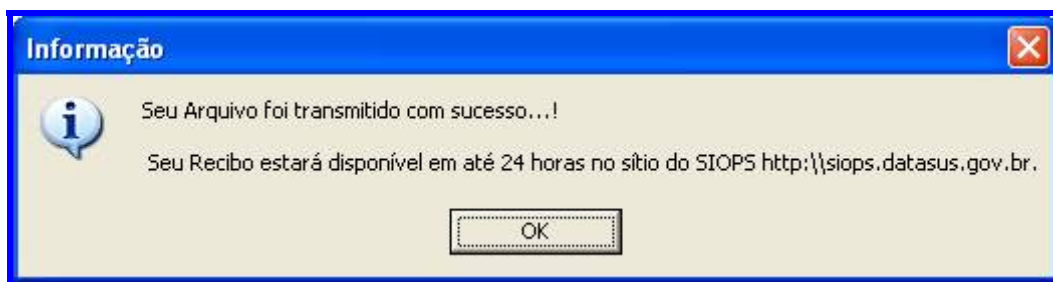 Informação
Seu Arquivo foi transmitido com sucesso...!
Seu Recibo estará disponível em até 24 horas no sítio do SIOPS http:\\siops.datasus.gov.br.
OK